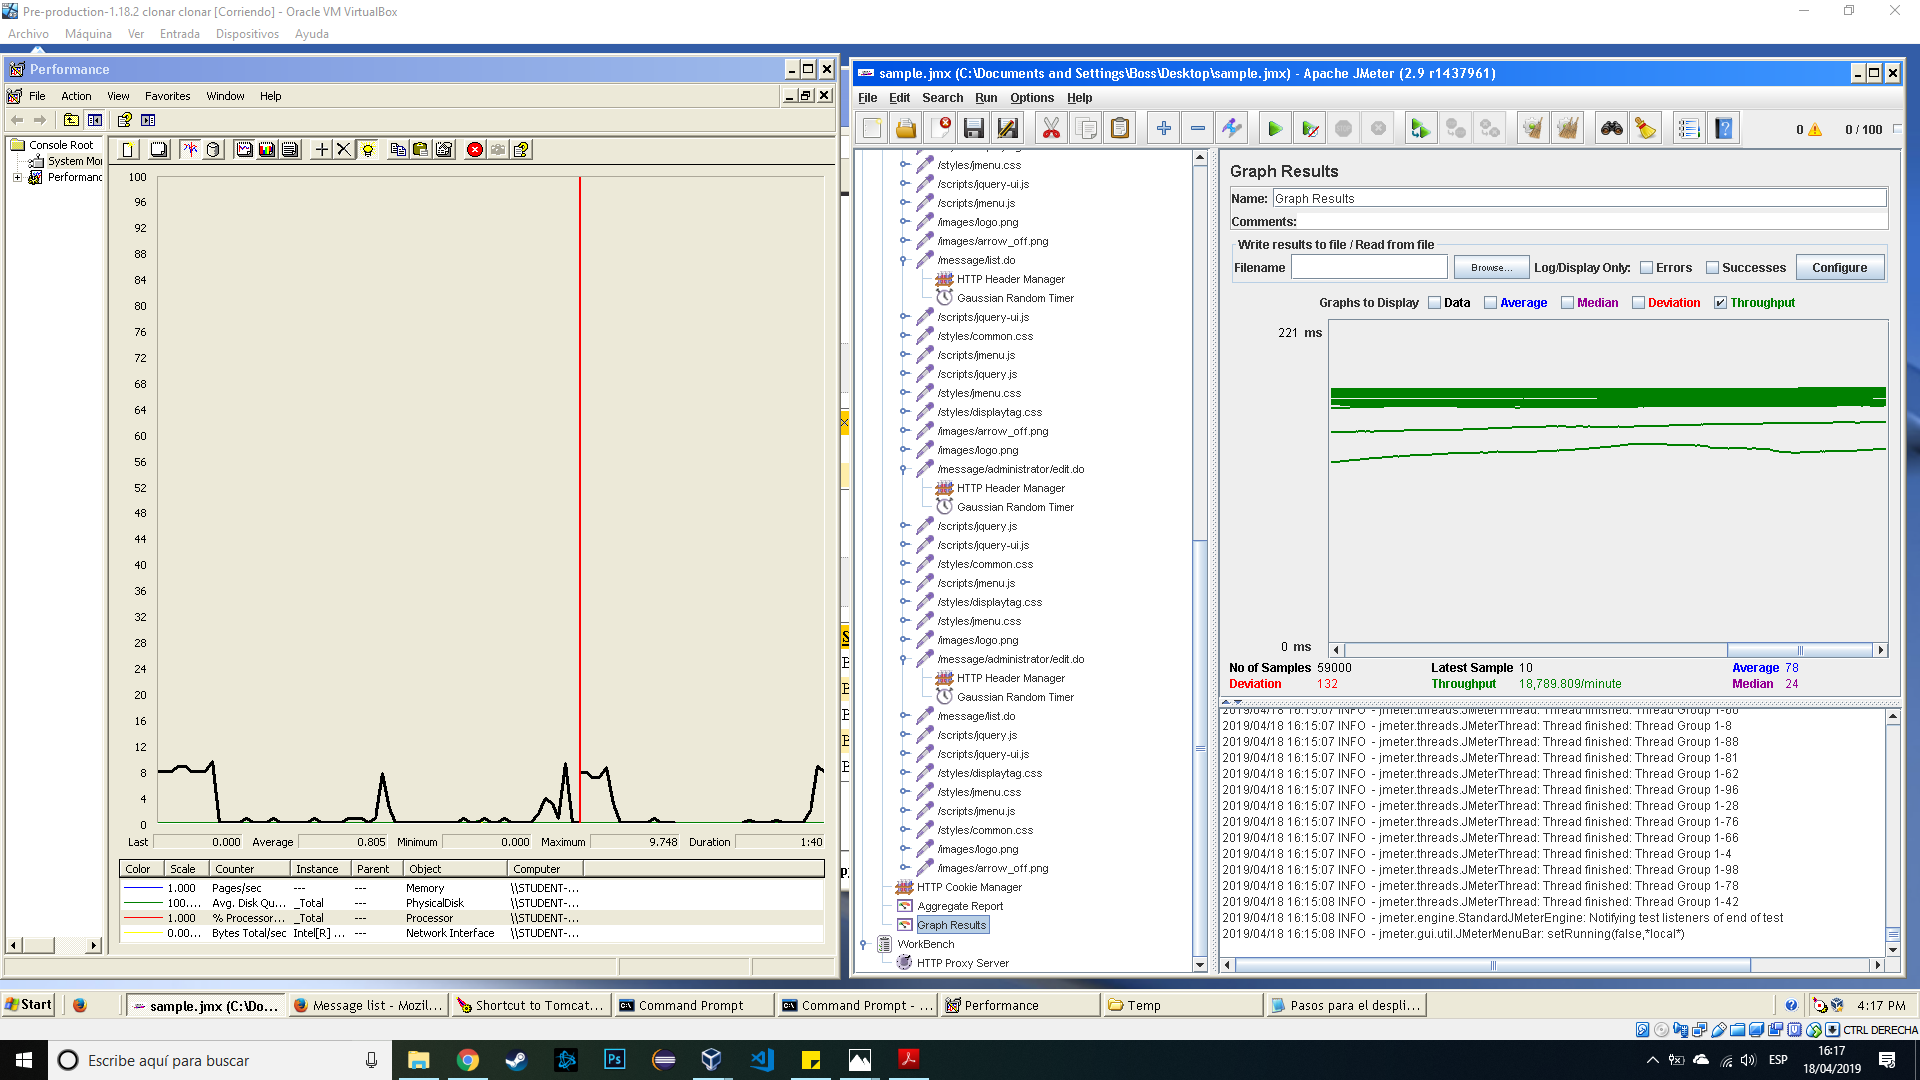 Pre-production-1.18.2 clonar clonar [Corriendo] - Oracle VM VirtualBox
Archivo Máquina Ver Entrada Dispositivos Ayuda
Performance
File Action View Favorites Window Help
Console Root
System Mo
Performanc
100
96
92
88
84
80
76
72
68
64
60
56
52
48
44
40
36
32
28
24
20
16
12
8
4
0
Last 0.000 Average 0.805 Minimum 0.000 Maximum 9.748 Duration 1:40
Color Scale Counter Instance Parent Object Computer
1.000 Pages/sec --- --- Memory \\STUDENT-...
100.... Avg. Disk Qu... _Total --- PhysicalDisk \\STUDENT-...
1.000 % Processor... _Total --- Processor \\STUDENT-...
0.00... Bytes Total/sec Intel[R] ... --- Network Interface \\STUDENT-...
sample.jmx (C:\Documents and Settings\Boss\Desktop\sample.jmx) - Apache JMeter (2.9 r1437961)
File Edit Search Run Options Help
0 0 / 100
/styles/jmenu.css
/scripts/jquery-ui.js
/scripts/jmenu.js
/images/logo.png
/images/arrow_off.png
/message/list.do
HTTP Header Manager
Gaussian Random Timer
/scripts/jquery-ui.js
/styles/common.css
/scripts/jmenu.js
/scripts/jquery.js
/styles/jmenu.css
/styles/displaytag.css
/images/arrow_off.png
/images/logo.png
/message/administrator/edit.do
HTTP Header Manager
Gaussian Random Timer
/scripts/jquery.js
/scripts/jquery-ui.js
/styles/common.css
/scripts/jmenu.js
/styles/displaytag.css
/styles/jmenu.css
/images/logo.png
/message/administrator/edit.do
HTTP Header Manager
Gaussian Random Timer
/message/list.do
/scripts/jquery.js
/scripts/jquery-ui.js
/styles/displaytag.css
/styles/jmenu.css
/scripts/jmenu.js
/styles/common.css
/images/logo.png
/images/arrow_off.png
HTTP Cookie Manager
Aggregate Report
Graph Results
WorkBench
HTTP Proxy Server
Graph Results
Name: Graph Results
Comments:
Write results to file / Read from file
Filename Browse... Log/Display Only: Errors Successes Configure
Graphs to Display Data Average Median Deviation Throughput
221 ms
0 ms
No of Samples 59000 Latest Sample 10 Average 78
Deviation 132 Throughput 18,789.809/minute Median 24
2019/04/18 16:15:07 INFO - jmeter.threads.JMeterThread: Thread finished: Thread Group 1-60
2019/04/18 16:15:07 INFO - jmeter.threads.JMeterThread: Thread finished: Thread Group 1-8
2019/04/18 16:15:07 INFO - jmeter.threads.JMeterThread: Thread finished: Thread Group 1-88
2019/04/18 16:15:07 INFO - jmeter.threads.JMeterThread: Thread finished: Thread Group 1-81
2019/04/18 16:15:07 INFO - jmeter.threads.JMeterThread: Thread finished: Thread Group 1-62
2019/04/18 16:15:07 INFO - jmeter.threads.JMeterThread: Thread finished: Thread Group 1-96
2019/04/18 16:15:07 INFO - jmeter.threads.JMeterThread: Thread finished: Thread Group 1-28
2019/04/18 16:15:07 INFO - jmeter.threads.JMeterThread: Thread finished: Thread Group 1-76
2019/04/18 16:15:07 INFO - jmeter.threads.JMeterThread: Thread finished: Thread Group 1-66
2019/04/18 16:15:07 INFO - jmeter.threads.JMeterThread: Thread finished: Thread Group 1-4
2019/04/18 16:15:07 INFO - jmeter.threads.JMeterThread: Thread finished: Thread Group 1-98
2019/04/18 16:15:07 INFO - jmeter.threads.JMeterThread: Thread finished: Thread Group 1-78
2019/04/18 16:15:07 INFO - jmeter.threads.JMeterThread: Thread finished: Thread Group 1-42
2019/04/18 16:15:08 INFO - jmeter.engine.StandardJMeterEngine: Notifying test listeners of end of test
2019/04/18 16:15:08 INFO - jmeter.gui.util.JMeterMenuBar: setRunning(false,*local*)
Start sample.jmx (C:\Do... Message list - Mozil... Shortcut to Tomcat... Command Prompt Command Prompt - ... Performance Temp Pasos para el despli... 4:17 PM
CTRL DERECHA
Escribe aquí para buscar
ESP
16:17
18/04/2019